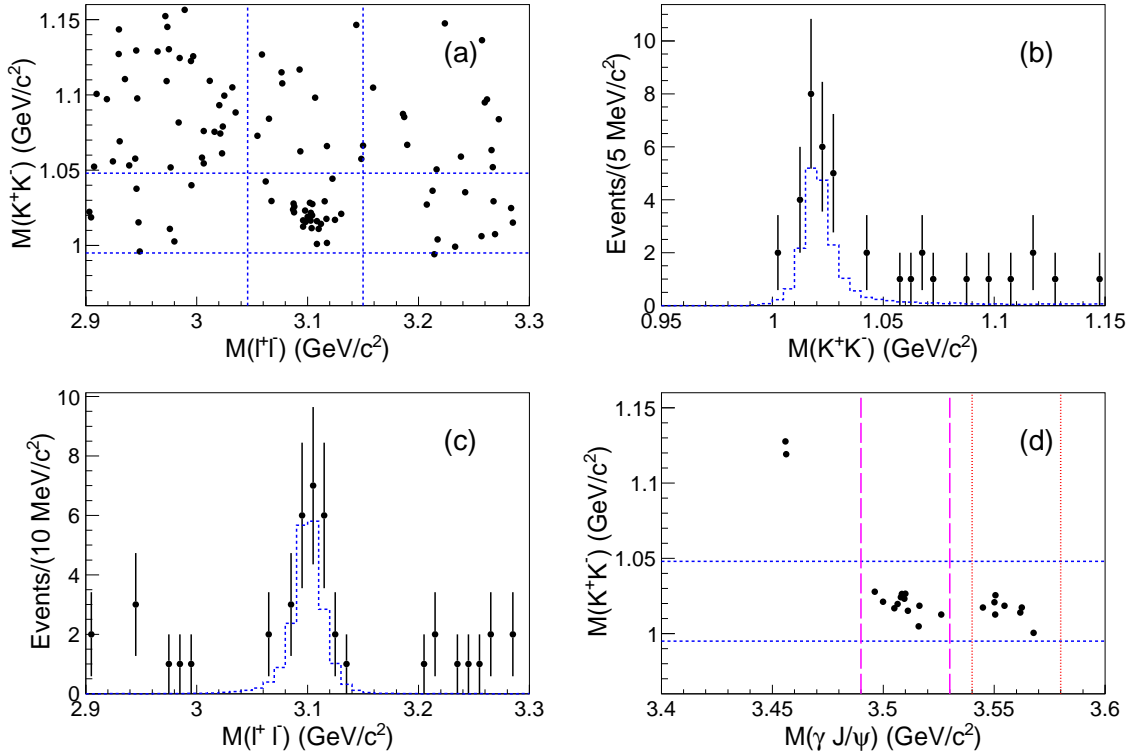 1.15
1.1
1.05
1
M(K⁺K⁻) (GeV/c²)
(a)
2.9 3 3.1 3.2 3.3
M(l⁺l⁻) (GeV/c²)
10
8
6
4
2
0
Events/(5 MeV/c²)
(b)
0.95 1 1.05 1.1 1.15
M(K⁺K⁻) (GeV/c²)
10
8
6
4
2
0
Events/(10 MeV/c²)
(c)
2.9 3 3.1 3.2 3.3
M(l⁺ l⁻) (GeV/c²)
1.15
1.1
1.05
1
M(K⁺K⁻) (GeV/c²)
(d)
3.4 3.45 3.5 3.55 3.6
M(γ J/ψ) (GeV/c²)